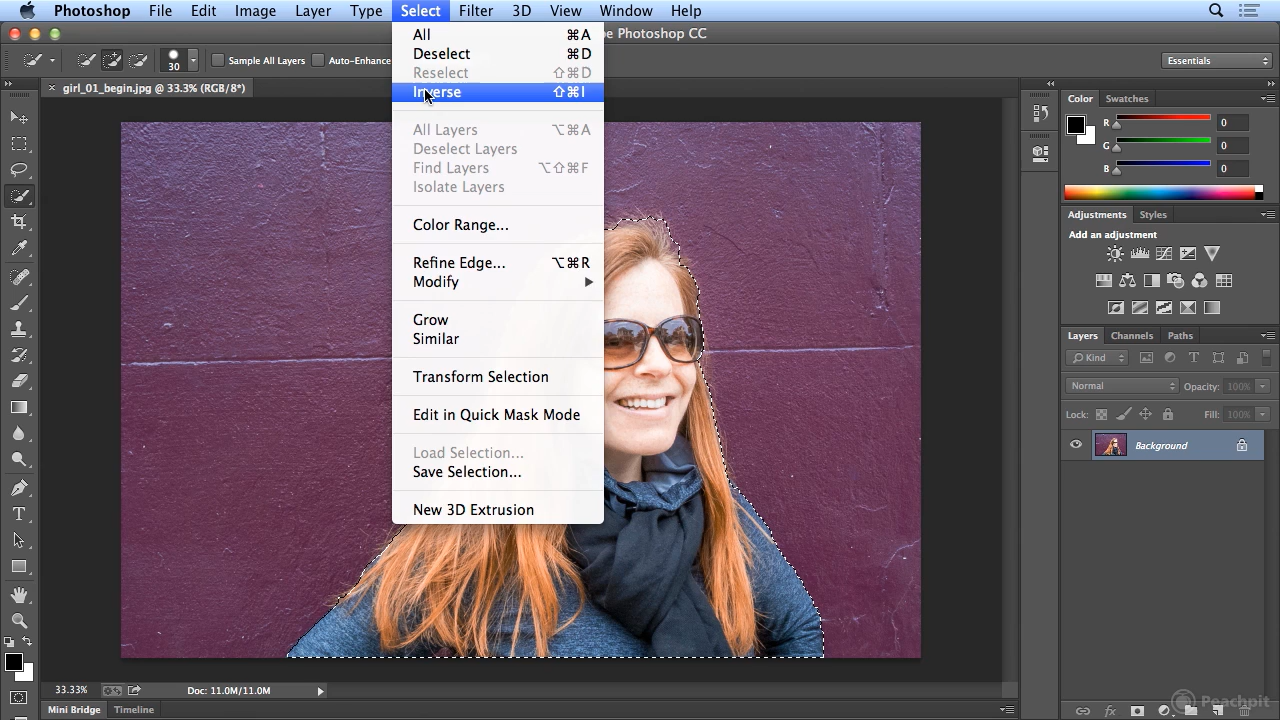 Photoshop File Edit Image Layer Type Select Filter 3D View Window Help
pe Photoshop CC
30 Sample All Layers Auto-Enhance Essentials
× girl_01_begin.jpg @ 33.3% (RGB/8*)
All ⌘A
Deselect ⌘D
Reselect ⇧⌘D
Inverse ⇧⌘I
All Layers ⌥⌘A
Deselect Layers
Find Layers ⌥⇧⌘F
Isolate Layers
Color Range...
Refine Edge... ⌥⌘R
Modify
Grow
Similar
Transform Selection
Edit in Quick Mask Mode
Load Selection...
Save Selection...
New 3D Extrusion
Color Swatches
R 0
G 0
B 0
Adjustments Styles
Add an adjustment
Layers Channels Paths
Kind
Normal Opacity: 100%
Lock: Fill: 100%
Background
33.33% Doc: 11.0M/11.0M
Mini Bridge Timeline
Peachpit